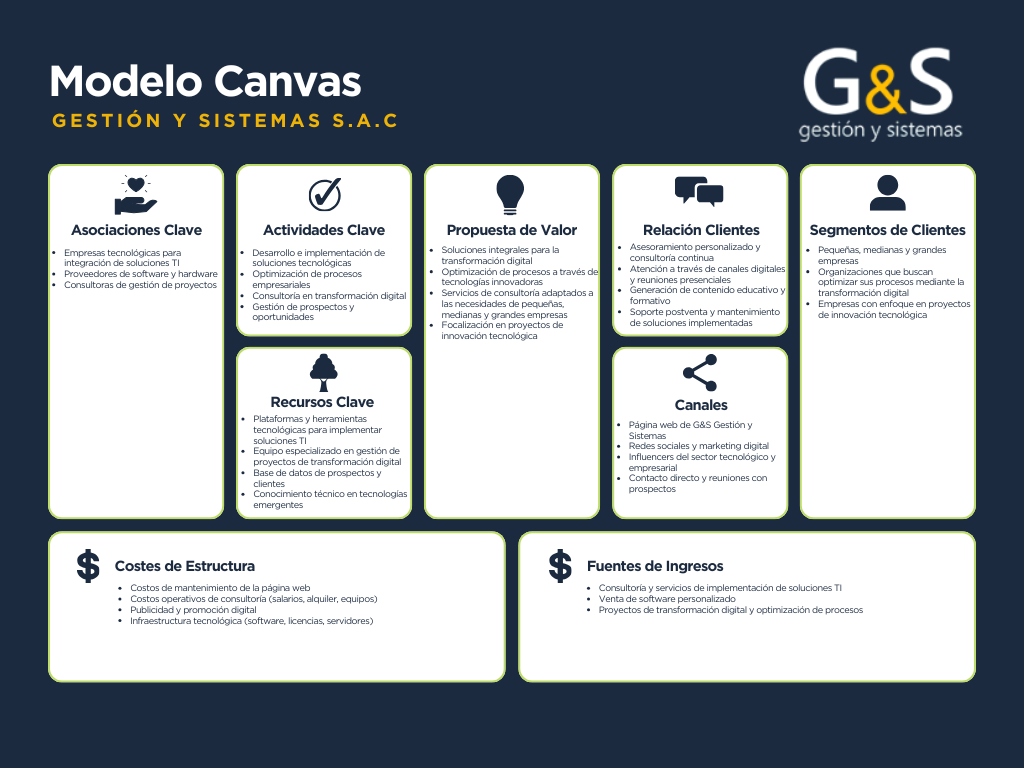 Modelo Canvas
GESTIÓN Y SISTEMAS S.A.C
G&S
gestión y sistemas
Asociaciones Clave
• Empresas tecnológicas para
integración de soluciones TI
• Proveedores de software y hardware
• Consultoras de gestión de proyectos
Actividades Clave
• Desarrollo e implementación de
soluciones tecnológicas
• Optimización de procesos
empresariales
• Consultoría en transformación digital
• Gestión de prospectos y
oportunidades
Recursos Clave
• Plataformas y herramientas
tecnológicas para implementar
soluciones TI
• Equipo especializado en gestión de
proyectos de transformación digital
• Base de datos de prospectos y
clientes
• Conocimiento técnico en tecnologías
emergentes
Propuesta de Valor
• Soluciones integrales para la
transformación digital
• Optimización de procesos a través de
tecnologías innovadoras
• Servicios de consultoría adaptados a
las necesidades de pequeñas,
medianas y grandes empresas
• Focalización en proyectos de
innovación tecnológica
Relación Clientes
• Asesoramiento personalizado y
consultoría continua
• Atención a través de canales digitales
y reuniones presenciales
• Generación de contenido educativo y
formativo
• Soporte postventa y mantenimiento
de soluciones implementadas
Canales
• Página web de G&S Gestión y
Sistemas
• Redes sociales y marketing digital
• Influencers del sector tecnológico y
empresarial
• Contacto directo y reuniones con
prospectos
Segmentos de Clientes
• Pequeñas, medianas y grandes
empresas
• Organizaciones que buscan
optimizar sus procesos mediante la
transformación digital
• Empresas con enfoque en proyectos
de innovación tecnológica
$
Costes de Estructura
• Costos de mantenimiento de la página web
• Costos operativos de consultoría (salarios, alquiler, equipos)
• Publicidad y promoción digital
• Infraestructura tecnológica (software, licencias, servidores)
$
Fuentes de Ingresos
• Consultoría y servicios de implementación de soluciones TI
• Venta de software personalizado
• Proyectos de transformación digital y optimización de procesos